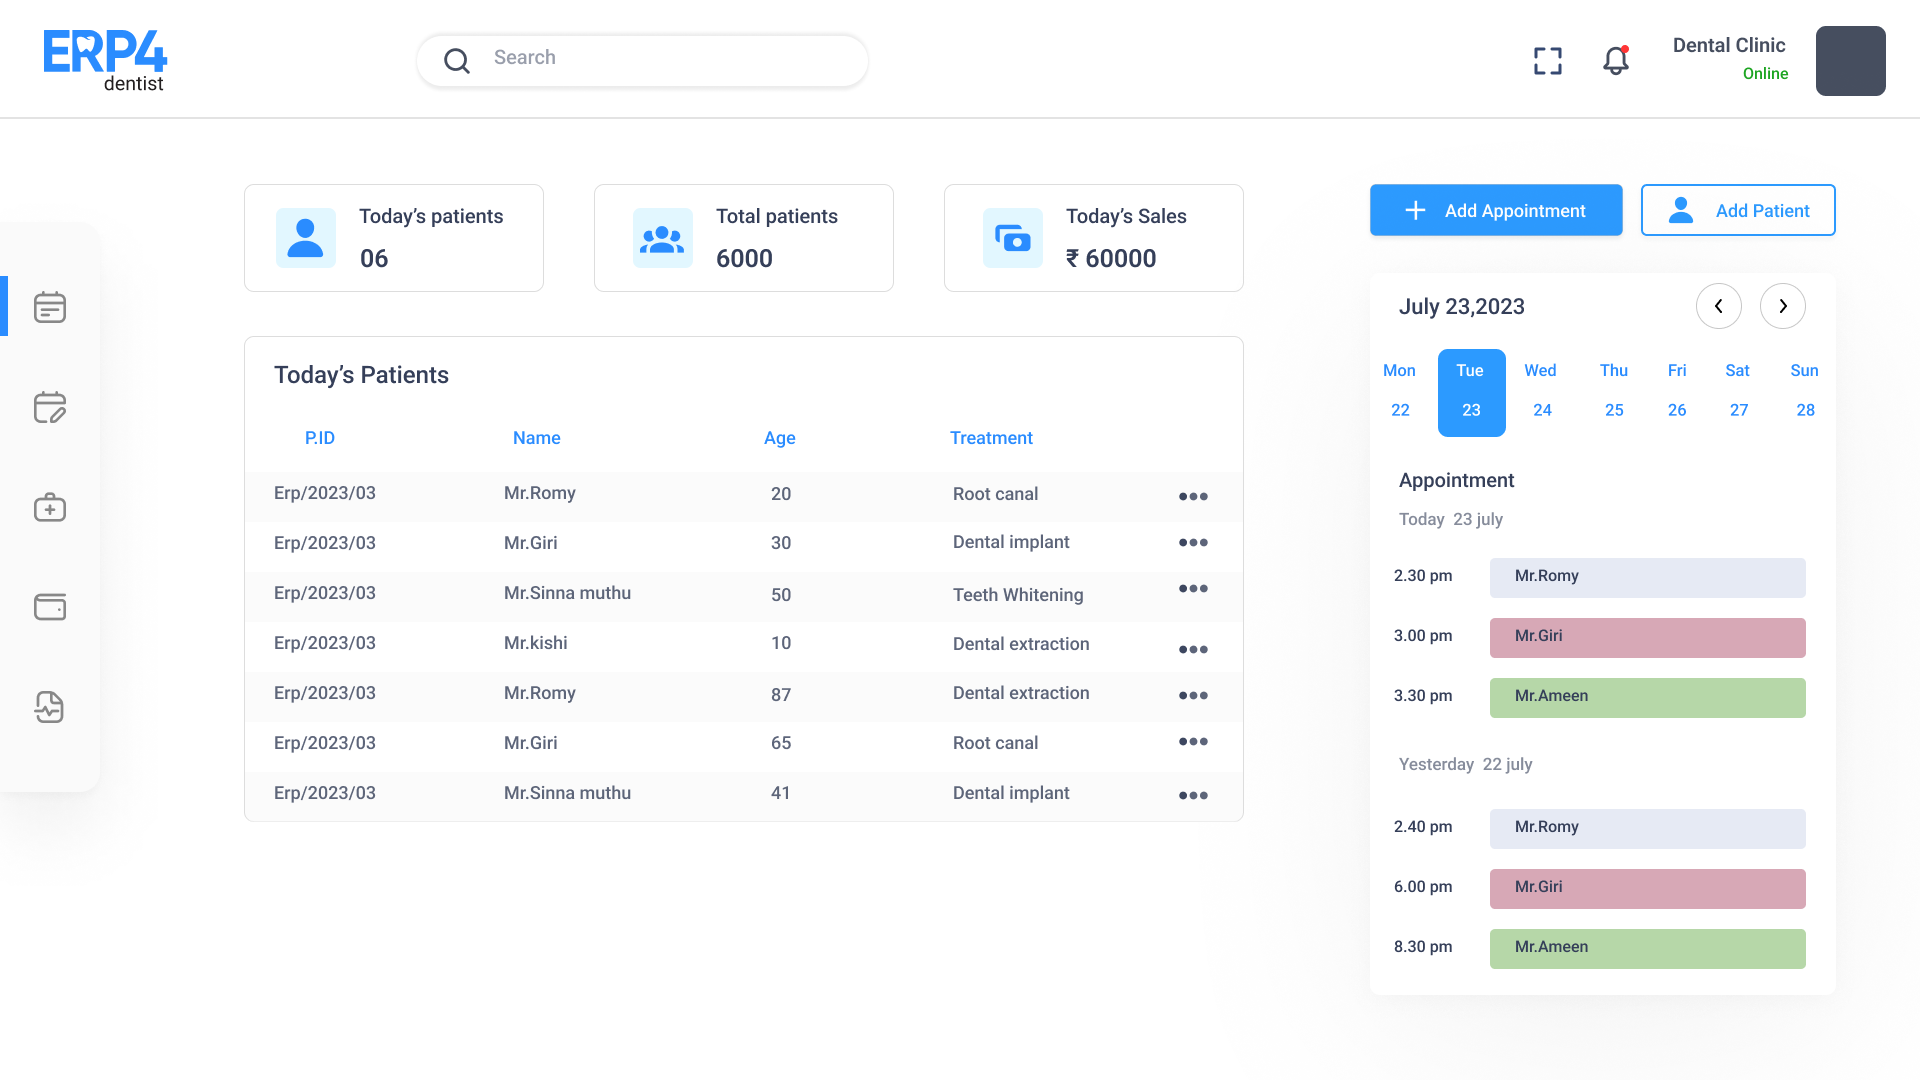 ERP4
dentist
Search
Dental Clinic
Online
Today’s patients
06
Total patients
6000
Today’s Sales
₹ 60000
Add Appointment
Add Patient
Today’s Patients
P.ID Name Age Treatment
Erp/2023/03 Mr.Romy 20 Root canal
Erp/2023/03 Mr.Giri 30 Dental implant
Erp/2023/03 Mr.Sinna muthu 50 Teeth Whitening
Erp/2023/03 Mr.kishi 10 Dental extraction
Erp/2023/03 Mr.Romy 87 Dental extraction
Erp/2023/03 Mr.Giri 65 Root canal
Erp/2023/03 Mr.Sinna muthu 41 Dental implant
July 23,2023
Mon Tue Wed Thu Fri Sat Sun
22 23 24 25 26 27 28
Appointment
Today 23 july
2.30 pm Mr.Romy
3.00 pm Mr.Giri
3.30 pm Mr.Ameen
Yesterday 22 july
2.40 pm Mr.Romy
6.00 pm Mr.Giri
8.30 pm Mr.Ameen